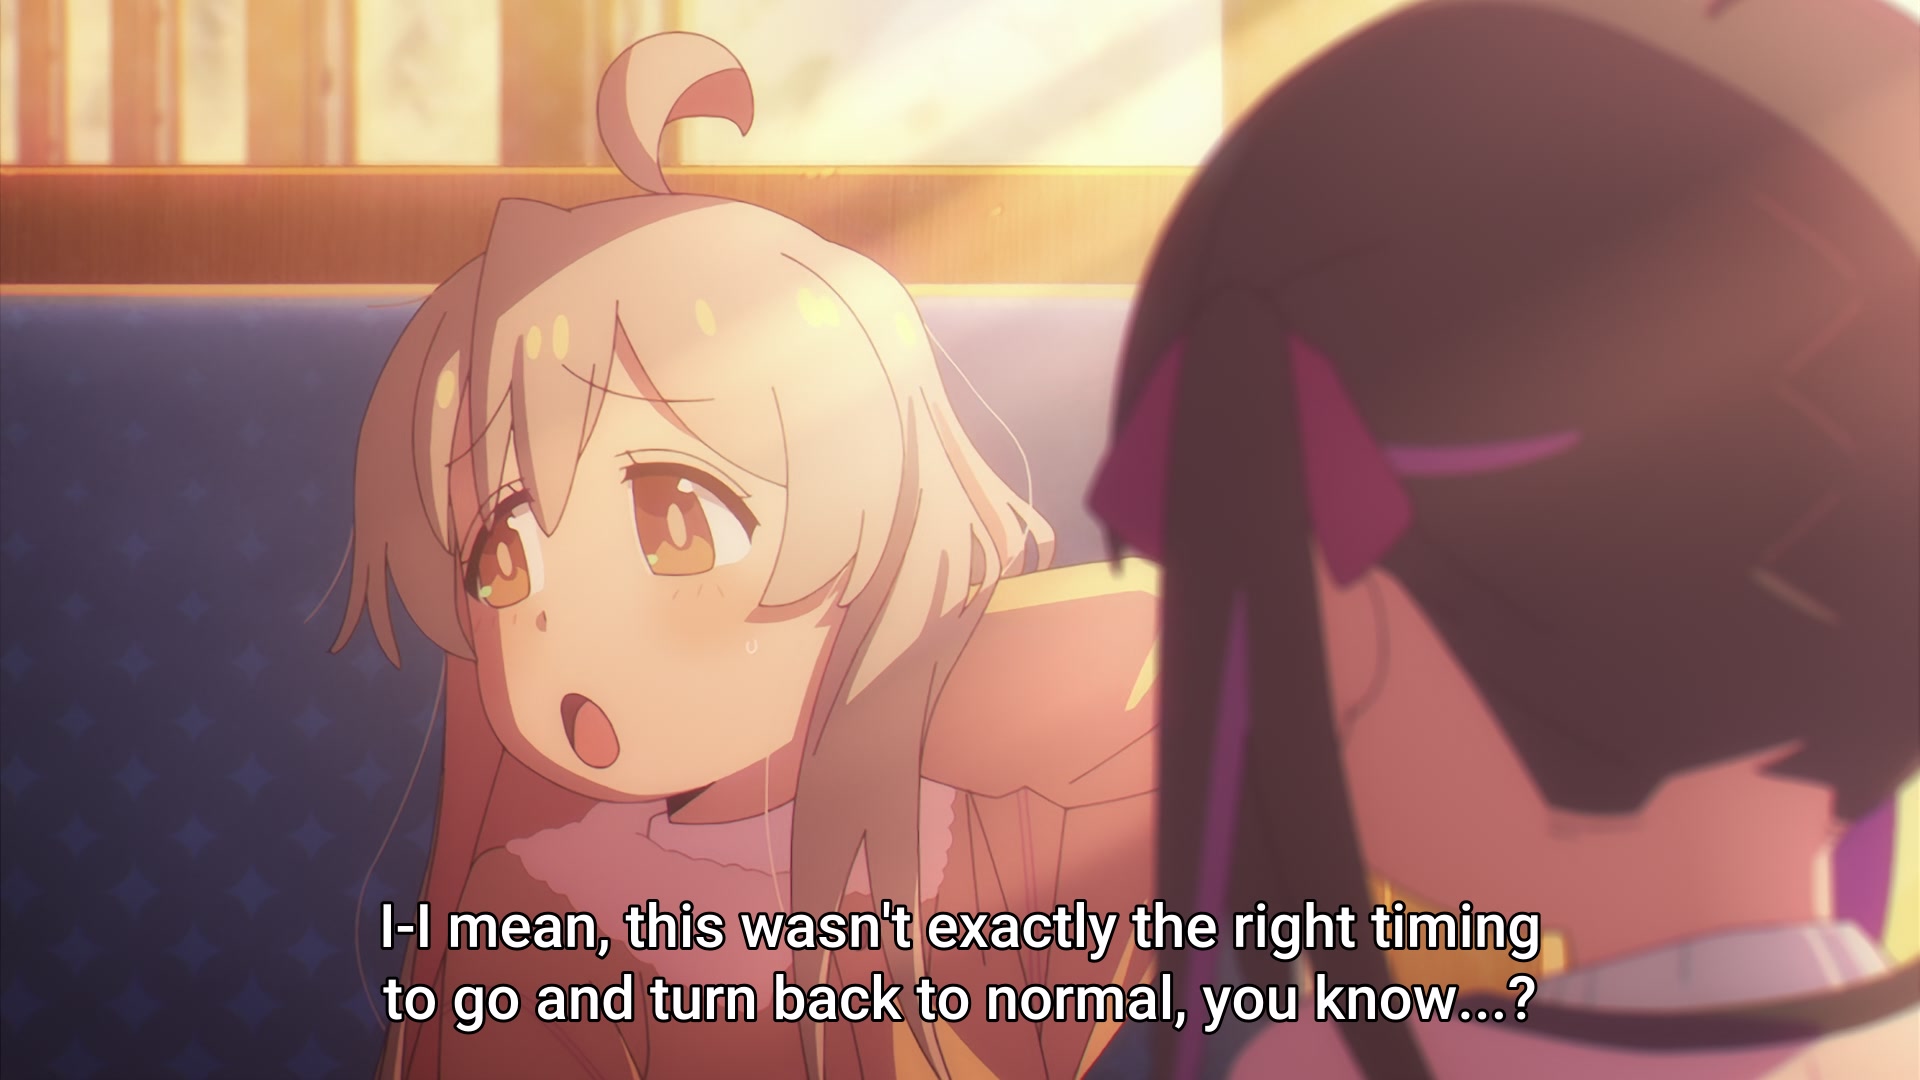 I-I mean, this wasn't exactly the right timing
to go and turn back to normal, you know...?